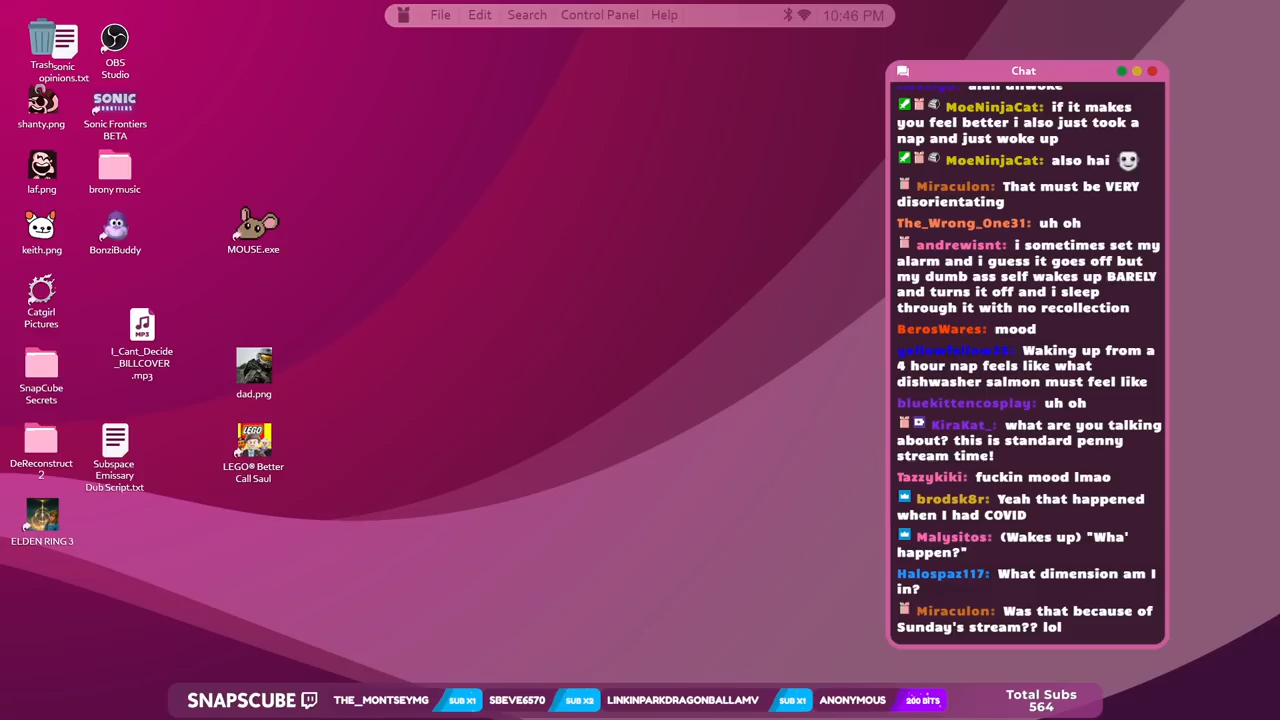 File Edit Search Control Panel Help 10:46 PM
Trash
sonic
opinions.txt
OBS
Studio
shanty.png
SONIC
FRONTIERS
Sonic Frontiers
BETA
laf.png
brony music
keith.png
BonziBuddy
MOUSE.exe
Catgirl
Pictures
MP3
I_Cant_Decide
_BILLCOVER
.mp3
SnapCube
Secrets
dad.png
DeReconstruct
2
Subspace
Emissary
Dub Script.txt
LEGO
LEGO® Better
Call Saul
ELDEN RING 3
Chat
MoeNinjaCat: if it makes
you feel better i also just took a
nap and just woke up
MoeNinjaCat: also hai
Miraculon: That must be VERY
disorientating
The_Wrong_One31: uh oh
andrewisnt: i sometimes set my
alarm and i guess it goes off but
my dumb ass self wakes up BARELY
and turns it off and i sleep
through it with no recollection
BerosWares: mood
Waking up from a
4 hour nap feels like what
dishwasher salmon must feel like
bluekittencosplay: uh oh
KiraKat_: what are you talking
about? this is standard penny
stream time!
Tazzykiki: fuckin mood lmao
brodsk8r: Yeah that happened
when I had COVID
Malysitos: (Wakes up) "Wha'
happen?"
Halospaz117: What dimension am I
in?
Miraculon: Was that because of
Sunday's stream?? lol
SNAPSCUBE THE_MONTSEYMG SUB X1 SBEVE6570 SUB X2 LINKINPARKDRAGONBALLAMV SUB X1 ANONYMOUS 200 BITS
Total Subs
564